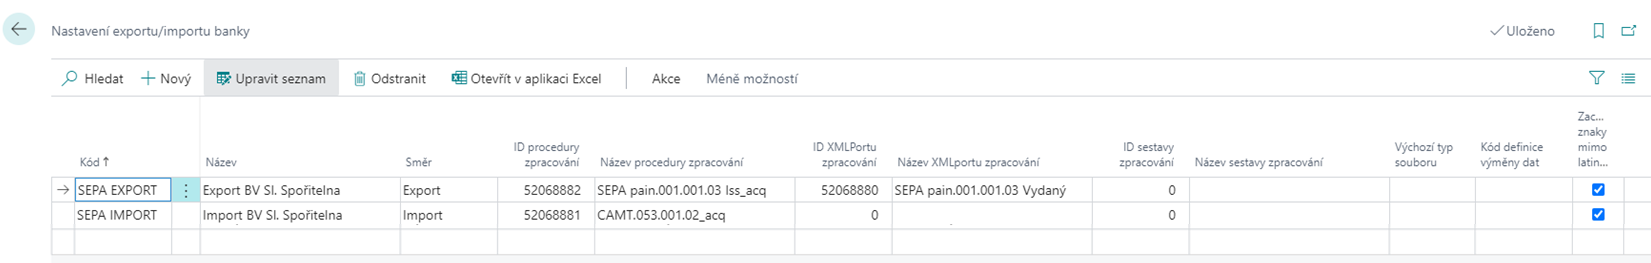 Nastavení exportu/importu banky
Uloženo
Hledat Nový Upravit seznam Odstranit Otevřít v aplikaci Excel Akce Méně možností
Kód ↑ Název Směr ID procedury zpracování Název procedury zpracování ID XMLPortu zpracování Název XMLportu zpracování ID sestavy zpracování Název sestavy zpracování Výchozí typ souboru Kód definice výměny dat Zac... znaky mimo latin...
SEPA EXPORT Export BV Sl. Spořitelna Export 52068882 SEPA pain.001.001.03 Iss_acq 52068880 SEPA pain.001.001.03 Vydaný 0
SEPA IMPORT Import BV Sl. Spořitelna Import 52068881 CAMT.053.001.02_acq 0 0